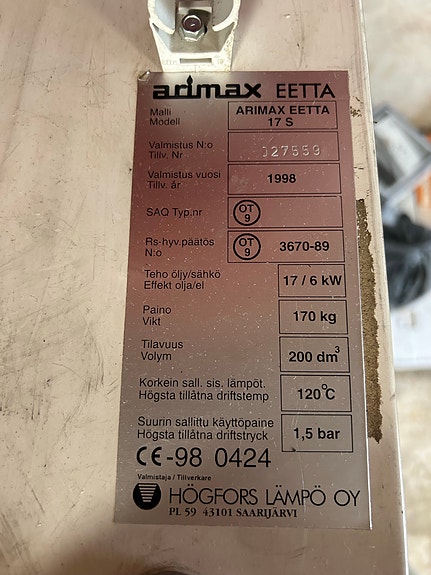 arimax EETTA
Malli
Modell
ARIMAX EETTA
17 S
Valmistus N:o
Tillv. Nr
027559
Valmistus vuosi
Tillv. år
1998
SAQ Typ.nr
OT
9
Rs-hyv.päätös
N:o
OT
9
3670-89
Teho öljy/sähkö
Effekt olja/el
17 / 6 kW
Paino
Vikt
170 kg
Tilavuus
Volym
200 dm³
Korkein sall. sis. lämpöt.
Högsta tillåtna driftstemp
120°C
Suurin sallittu käyttöpaine
Högsta tillåtna driftstryck
1,5 bar
CE-98 0424
Valmistaja / Tillverkare
HÖGFORS LÄMPÖ OY
PL 59 43101 SAARIJÄRVI